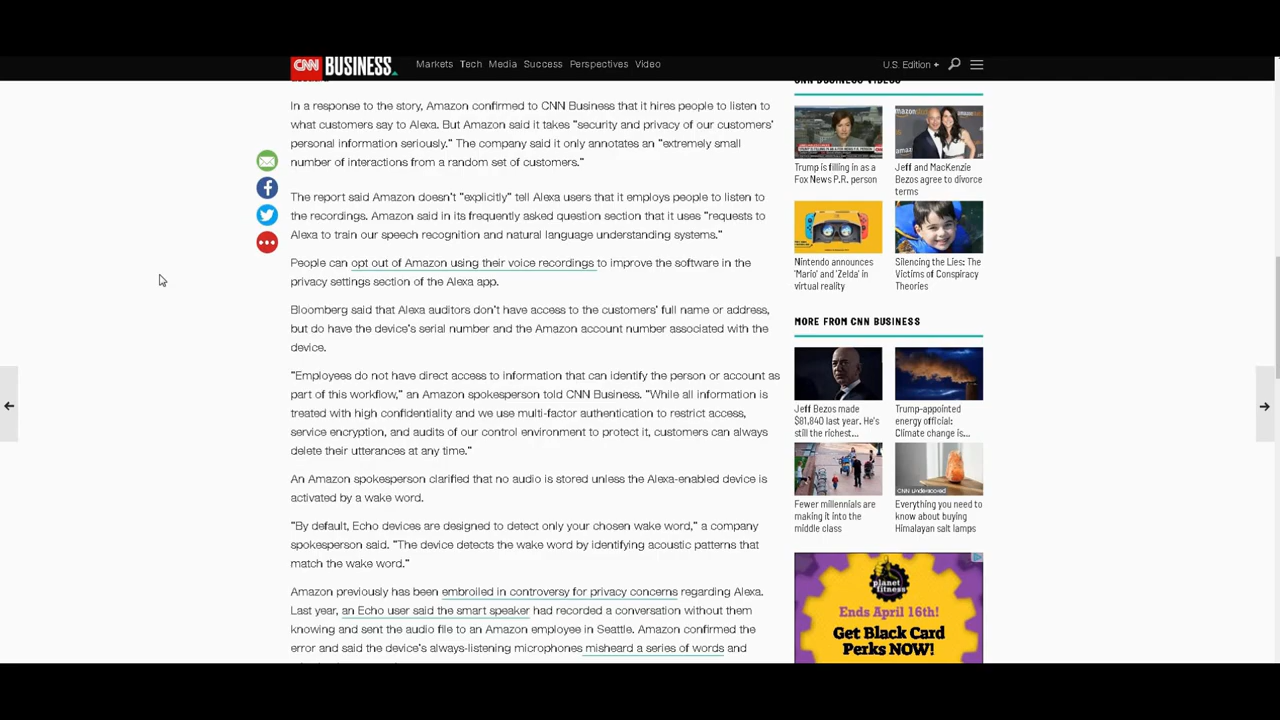 CNN BUSINESS
Markets Tech Media Success Perspectives Video
U.S. Edition +
In a response to the story, Amazon confirmed to CNN Business that it hires people to listen to
what customers say to Alexa. But Amazon said it takes "security and privacy of our customers'
personal information seriously." The company said it only annotates an "extremely small
number of interactions from a random set of customers."
The report said Amazon doesn't "explicitly" tell Alexa users that it employs people to listen to
the recordings. Amazon said in its frequently asked question section that it uses "requests to
Alexa to train our speech recognition and natural language understanding systems."
People can opt out of Amazon using their voice recordings to improve the software in the
privacy settings section of the Alexa app.
Bloomberg said that Alexa auditors don't have access to the customers' full name or address,
but do have the device's serial number and the Amazon account number associated with the
device.
"Employees do not have direct access to information that can identify the person or account as
part of this workflow," an Amazon spokesperson told CNN Business. "While all information is
treated with high confidentiality and we use multi-factor authentication to restrict access,
service encryption, and audits of our control environment to protect it, customers can always
delete their utterances at any time."
An Amazon spokesperson clarified that no audio is stored unless the Alexa-enabled device is
activated by a wake word.
"By default, Echo devices are designed to detect only your chosen wake word," a company
spokesperson said. "The device detects the wake word by identifying acoustic patterns that
match the wake word."
Amazon previously has been embroiled in controversy for privacy concerns regarding Alexa.
Last year, an Echo user said the smart speaker had recorded a conversation without them
knowing and sent the audio file to an Amazon employee in Seattle. Amazon confirmed the
error and said the device's always-listening microphones misheard a series of words and
CNN BUSINESS VIDEOS
Trump is filling in as a
Fox News P.R. person
Jeff and MacKenzie
Bezos agree to divorce
terms
Nintendo announces
'Mario' and 'Zelda' in
virtual reality
Silencing the Lies: The
Victims of Conspiracy
Theories
MORE FROM CNN BUSINESS
Jeff Bezos made
$81,840 last year. He's
still the richest...
Trump-appointed
energy official:
Climate change is...
Fewer millennials are
making it into the
middle class
CNN Underscored
Everything you need to
know about buying
Himalayan salt lamps
planet
fitness
Ends April 16th!
Get Black Card
Perks NOW!